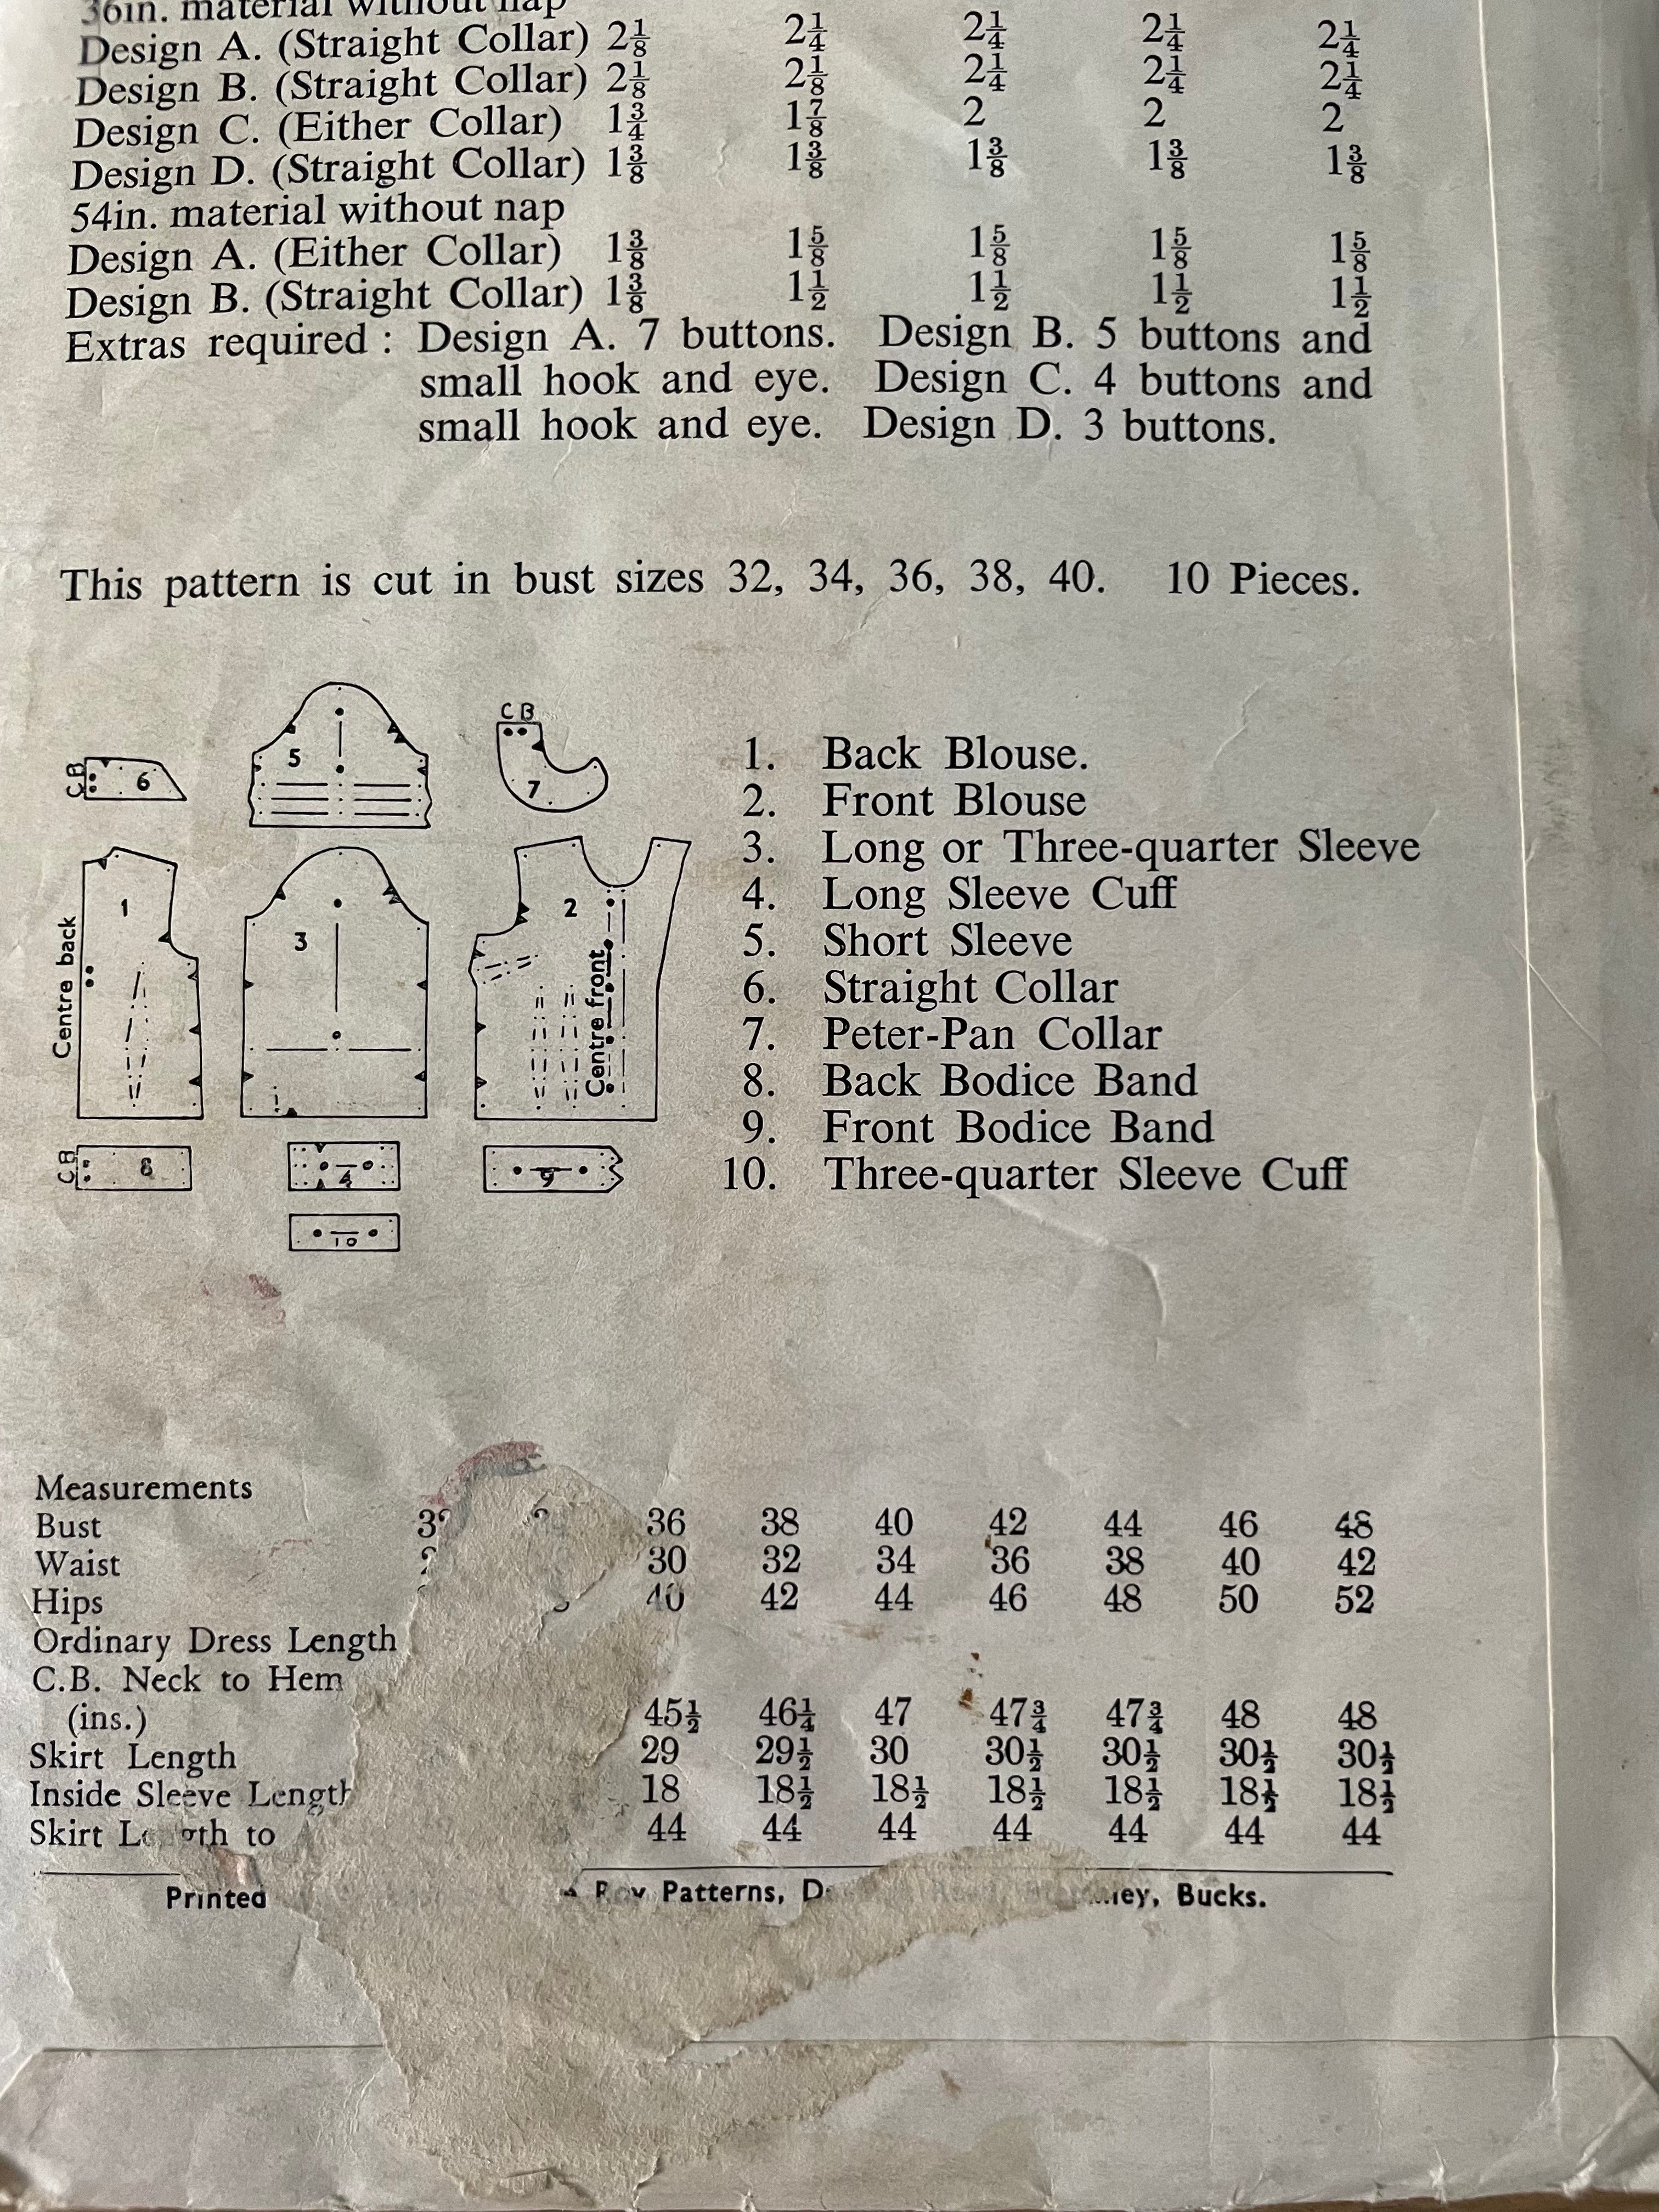 36in. material without nap
Design A. (Straight Collar) 2⅛ 2¼ 2¼ 2¼ 2¼
Design B. (Straight Collar) 2⅛ 2⅛ 2¼ 2¼ 2¼
Design C. (Either Collar) 1¾ 1⅞ 2 2 2
Design D. (Straight Collar) 1⅜ 1⅜ 1⅜ 1⅜ 1⅜
54in. material without nap
Design A. (Either Collar) 1⅜ 1⅝ 1⅝ 1⅝ 1⅝
Design B. (Straight Collar) 1⅜ 1½ 1½ 1½ 1½
Extras required : Design A. 7 buttons. Design B. 5 buttons and
small hook and eye. Design C. 4 buttons and
small hook and eye. Design D. 3 buttons.
This pattern is cut in bust sizes 32, 34, 36, 38, 40. 10 Pieces.
C B 6
5
C B 7
Centre back 1
3
2 Centre front
C B 8
4
9
10
1. Back Blouse.
2. Front Blouse
3. Long or Three-quarter Sleeve
4. Long Sleeve Cuff
5. Short Sleeve
6. Straight Collar
7. Peter-Pan Collar
8. Back Bodice Band
9. Front Bodice Band
10. Three-quarter Sleeve Cuff
Measurements
Bust 36 38 40 42 44 46 48
Waist 30 32 34 36 38 40 42
Hips 40 42 44 46 48 50 52
Ordinary Dress Length
C.B. Neck to Hem
(ins.) 45½ 46¼ 47 47¾ 47¾ 48 48
Skirt Length 29 29½ 30 30½ 30½ 30½ 30½
Inside Sleeve Length 18 18½ 18½ 18½ 18½ 18½ 18½
Skirt Length to 44 44 44 44 44 44 44
Printed Roy Patterns, Bucks.